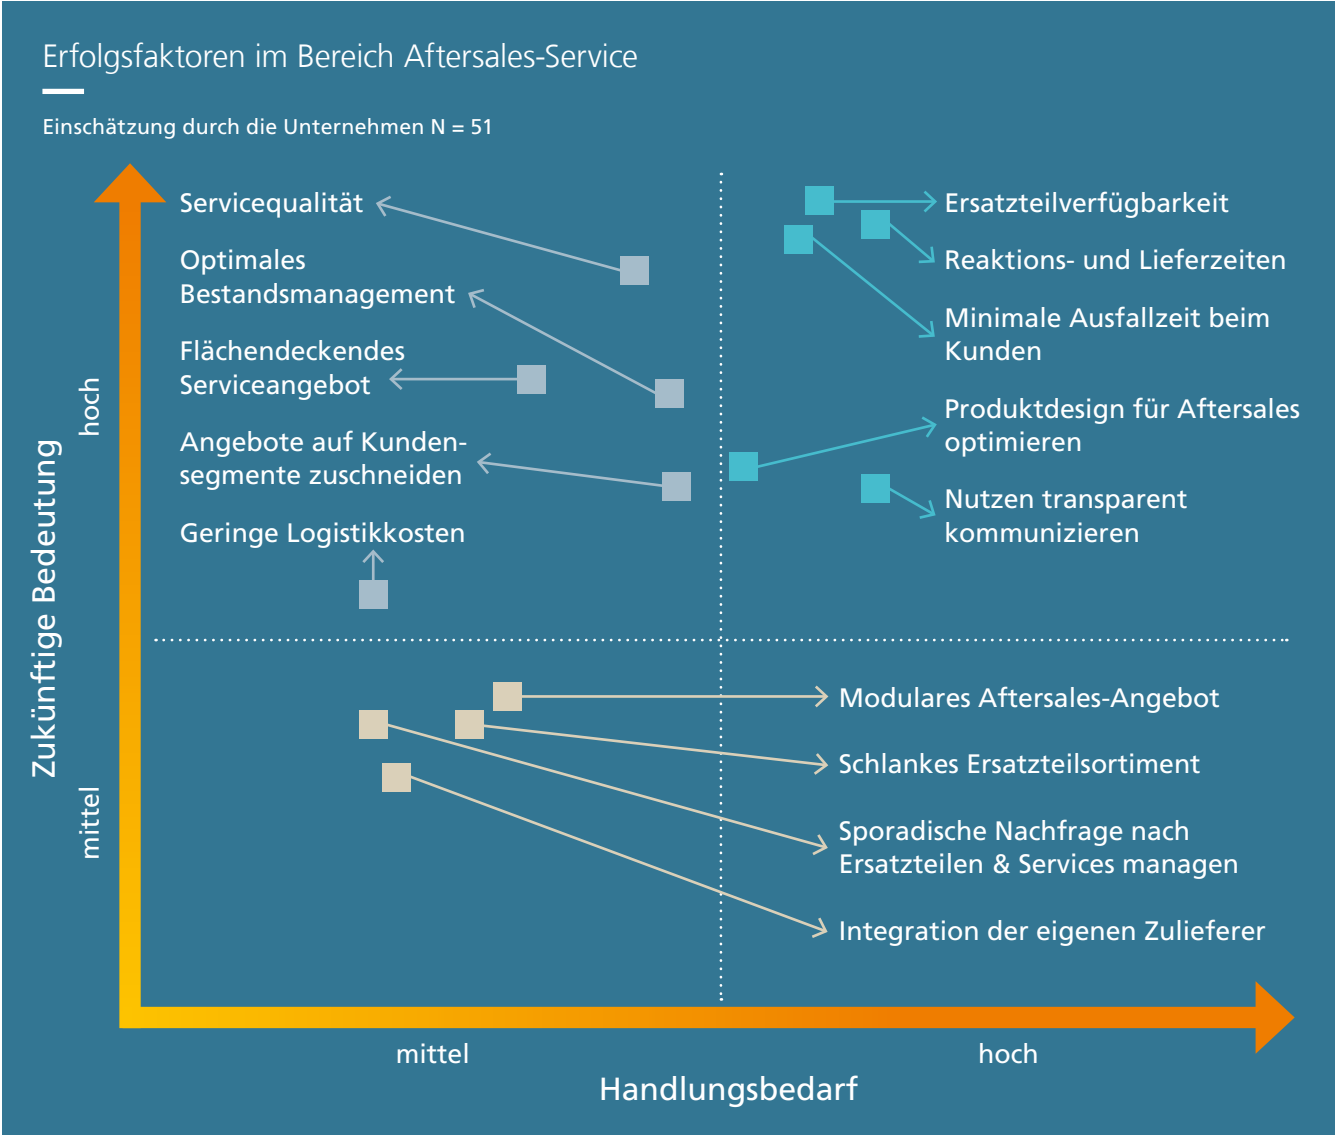 Erfolgsfaktoren im Bereich Aftersales-Service
Einschätzung durch die Unternehmen N = 51
Servicequalität
Optimales
Bestandsmanagement
Flächendeckendes
Serviceangebot
Angebote auf Kunden-
segmente zuschneiden
Geringe Logistikkosten
Ersatzteilverfügbarkeit
Reaktions- und Lieferzeiten
Minimale Ausfallzeit beim
Kunden
Produktdesign für Aftersales
optimieren
Nutzen transparent
kommunizieren
Modulares Aftersales-Angebot
Schlankes Ersatzteilsortiment
Sporadische Nachfrage nach
Ersatzteilen & Services managen
Integration der eigenen Zulieferer
Zukünftige Bedeutung
hoch
mittel
mittel
hoch
Handlungsbedarf